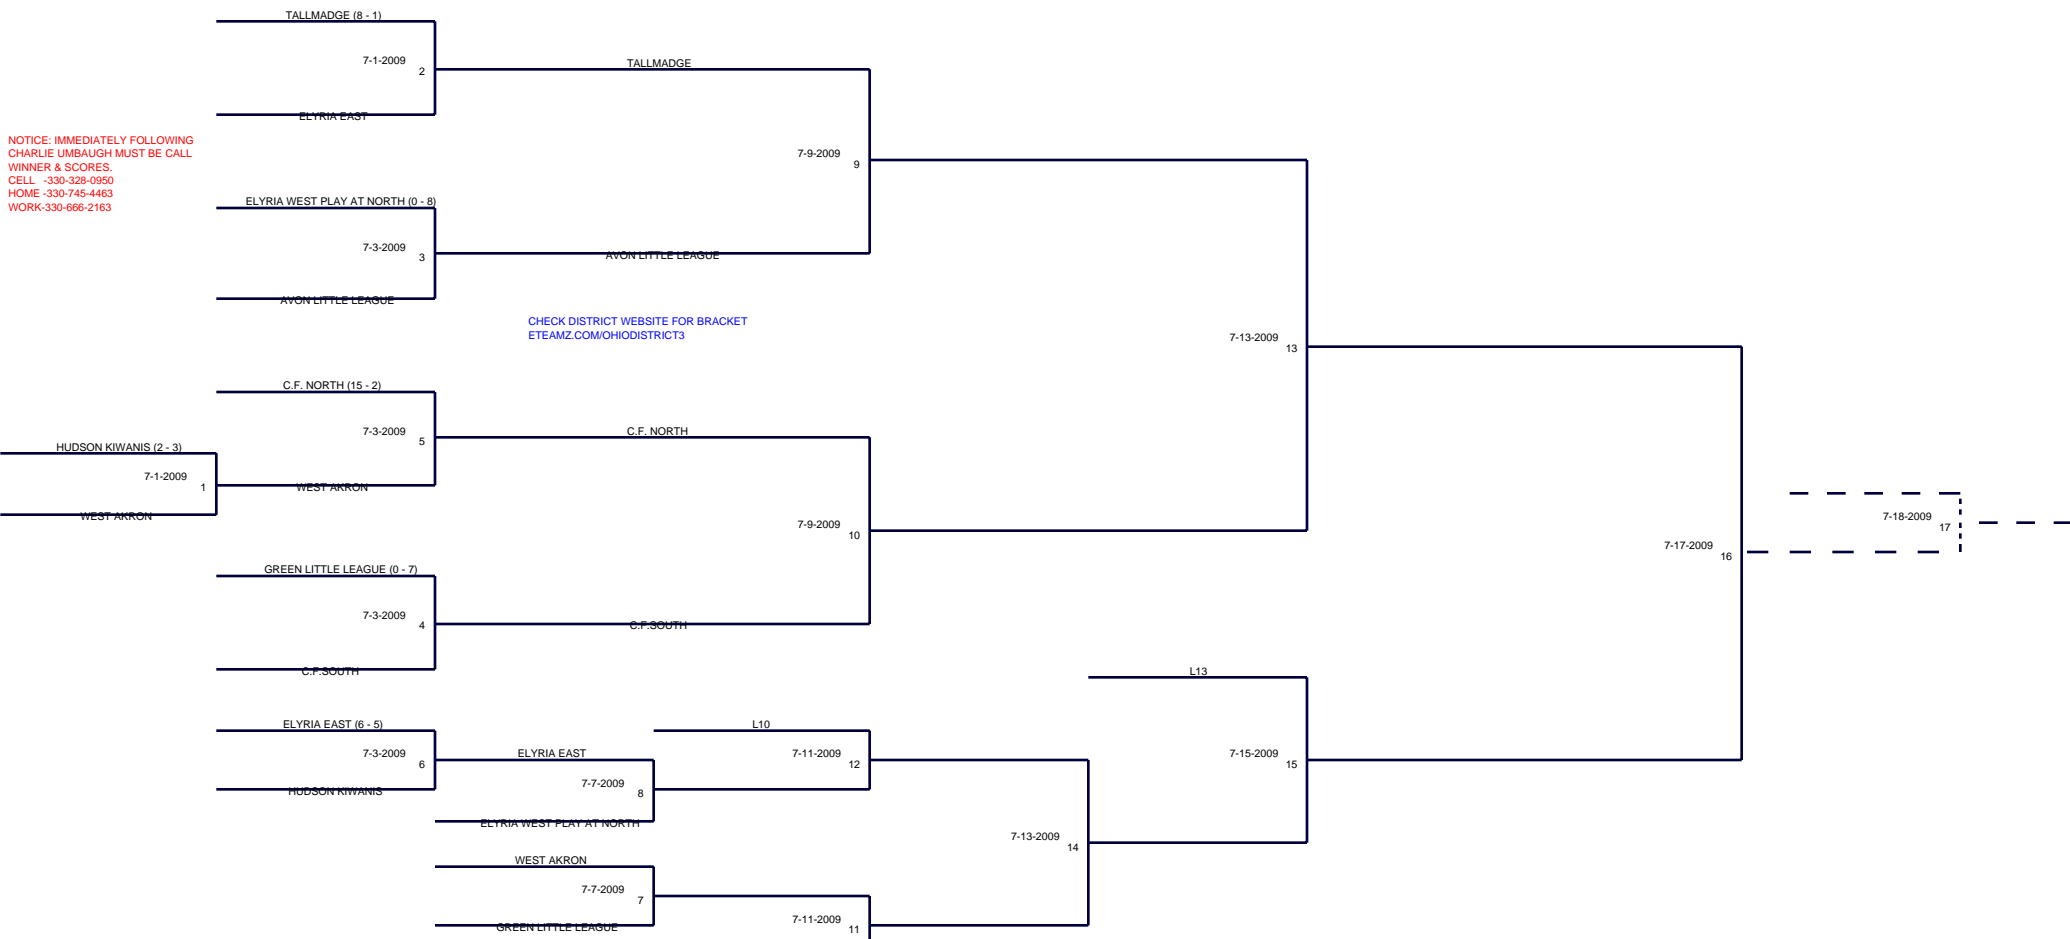 TALLMADGE (8 - 1)
7-1-2009
2
TALLMADGE
ELYRIA EAST
NOTICE: IMMEDIATELY FOLLOWING
CHARLIE UMBAUGH MUST BE CALL
WINNER & SCORES.
CELL -330-328-0950
HOME -330-745-4463
WORK-330-666-2163
7-9-2009
9
ELYRIA WEST PLAY AT NORTH (0 - 8)
7-3-2009
3
AVON LITTLE LEAGUE
AVON LITTLE LEAGUE
CHECK DISTRICT WEBSITE FOR BRACKET
ETEAMZ.COM/OHIODISTRICT3
7-13-2009
13
C.F. NORTH (15 - 2)
7-3-2009
5
C.F. NORTH
HUDSON KIWANIS (2 - 3)
7-1-2009
1
WEST AKRON
WEST AKRON
7-9-2009
10
7-18-2009
17
7-17-2009
16
GREEN LITTLE LEAGUE (0 - 7)
7-3-2009
4
C.F.SOUTH
C.F.SOUTH
L13
ELYRIA EAST (6 - 5)
L10
7-3-2009
6
ELYRIA EAST
7-11-2009
12
7-15-2009
15
HUDSON KIWANIS
7-7-2009
8
ELYRIA WEST PLAY AT NORTH
7-13-2009
14
WEST AKRON
7-7-2009
7
GREEN LITTLE LEAGUE
7-11-2009
11